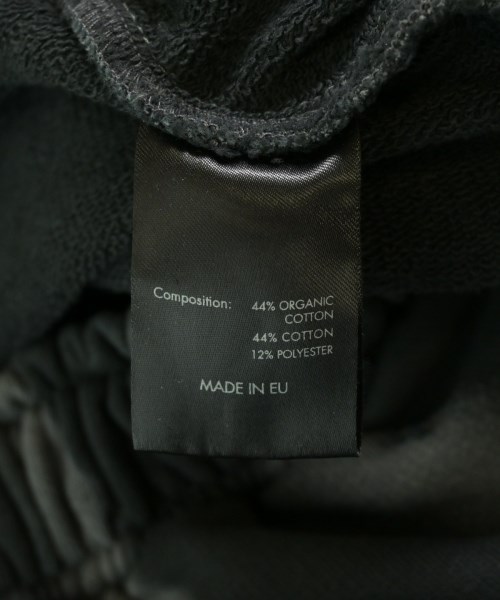 Composition: 44% ORGANIC
COTTON
44% COTTON
12% POLYESTER
MADE IN EU